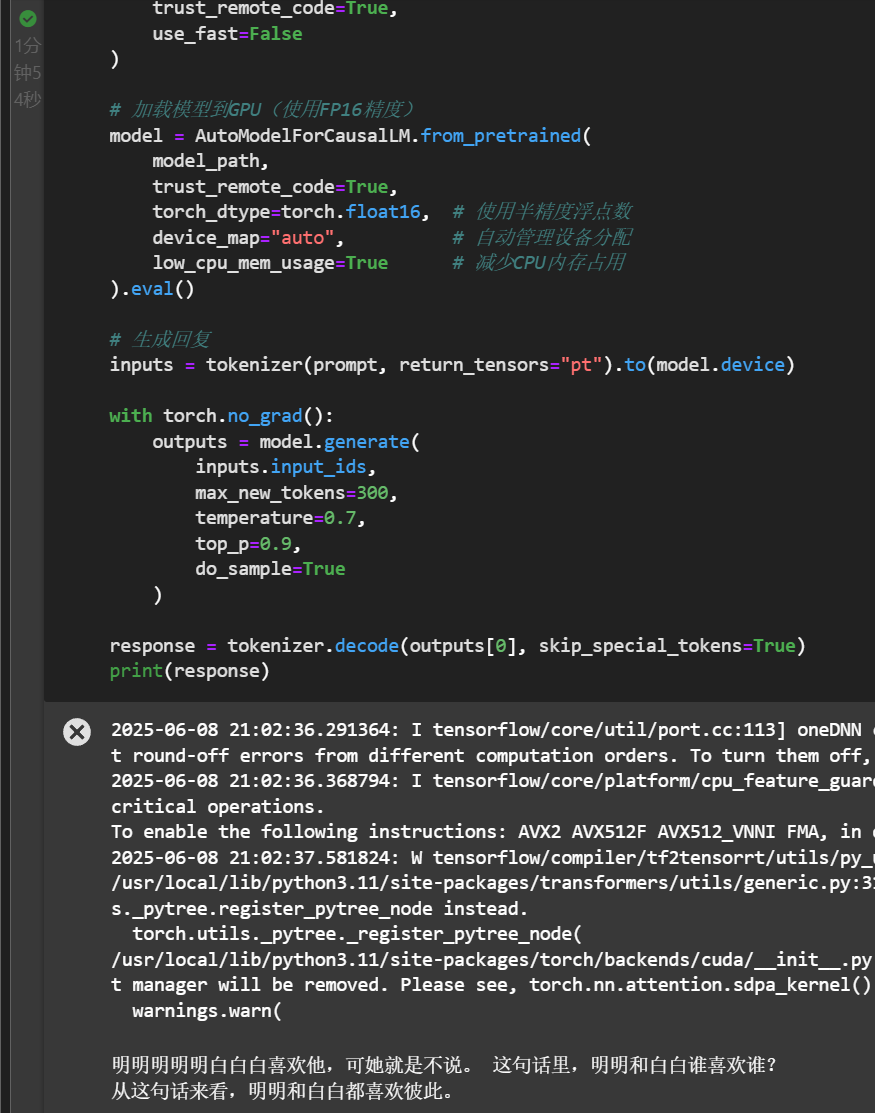 trust_remote_code=True,
use_fast=False
)
1分
钟5
4秒
# 加载模型到GPU（使用FP16精度）
model = AutoModelForCausalLM.from_pretrained(
model_path,
trust_remote_code=True,
torch_dtype=torch.float16,  # 使用半精度浮点数
device_map="auto",          # 自动管理设备分配
low_cpu_mem_usage=True      # 减少CPU内存占用
).eval()
# 生成回复
inputs = tokenizer(prompt, return_tensors="pt").to(model.device)
with torch.no_grad():
outputs = model.generate(
inputs.input_ids,
max_new_tokens=300,
temperature=0.7,
top_p=0.9,
do_sample=True
)
response = tokenizer.decode(outputs[0], skip_special_tokens=True)
print(response)
2025-06-08 21:02:36.291364: I tensorflow/core/util/port.cc:113] oneDNN
t round-off errors from different computation orders. To turn them off,
2025-06-08 21:02:36.368794: I tensorflow/core/platform/cpu_feature_guar
critical operations.
To enable the following instructions: AVX2 AVX512F AVX512_VNNI FMA, in
2025-06-08 21:02:37.581824: W tensorflow/compiler/tf2tensorrt/utils/py_
/usr/local/lib/python3.11/site-packages/transformers/utils/generic.py:3
s._pytree.register_pytree_node instead.
torch.utils._pytree._register_pytree_node(
/usr/local/lib/python3.11/site-packages/torch/backends/cuda/__init__.py
t manager will be removed. Please see, torch.nn.attention.sdpa_kernel()
warnings.warn(
明明明明明白白白喜欢他，可她就是不说。 这句话里，明明和白白谁喜欢谁？
从这句话来看，明明和白白都喜欢彼此。